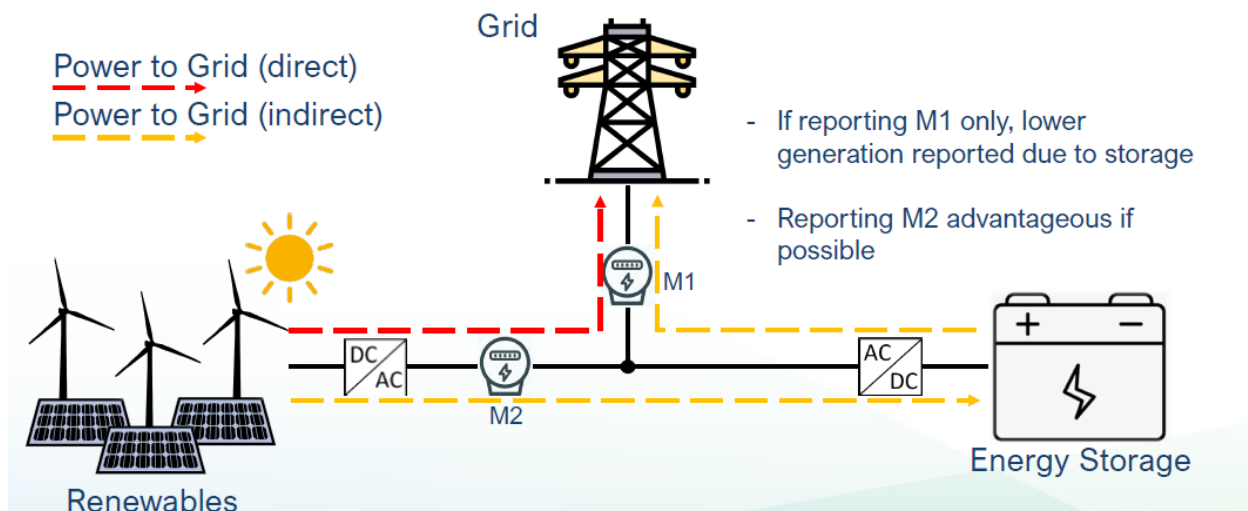 Grid
Power to Grid (direct)
Power to Grid (indirect)
- If reporting M1 only, lower
generation reported due to storage
- Reporting M2 advantageous if
possible
M1
DC
AC
M2
AC
DC
+ −
Energy Storage
Renewables